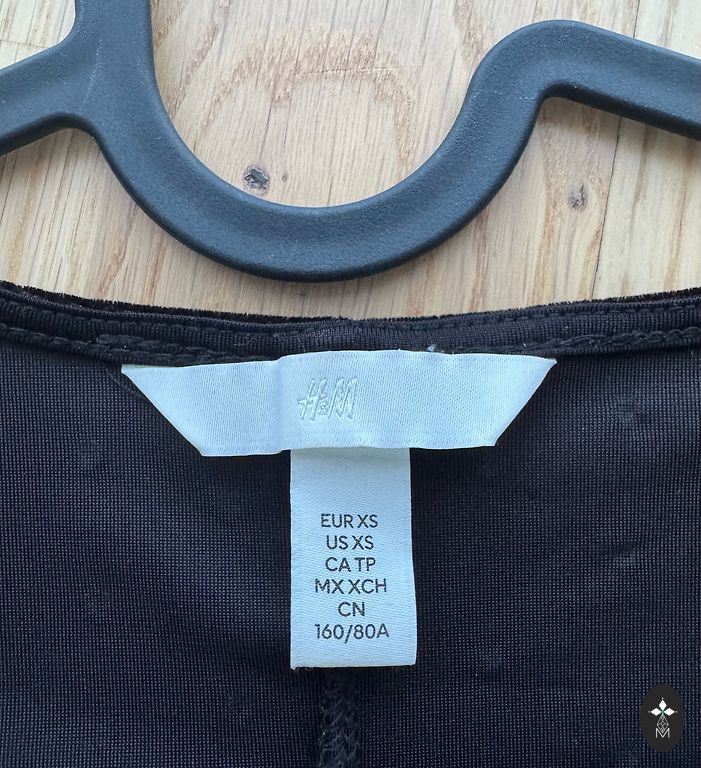 H&M
EUR XS
US XS
CA TP
MX XCH
CN
160/80A
M